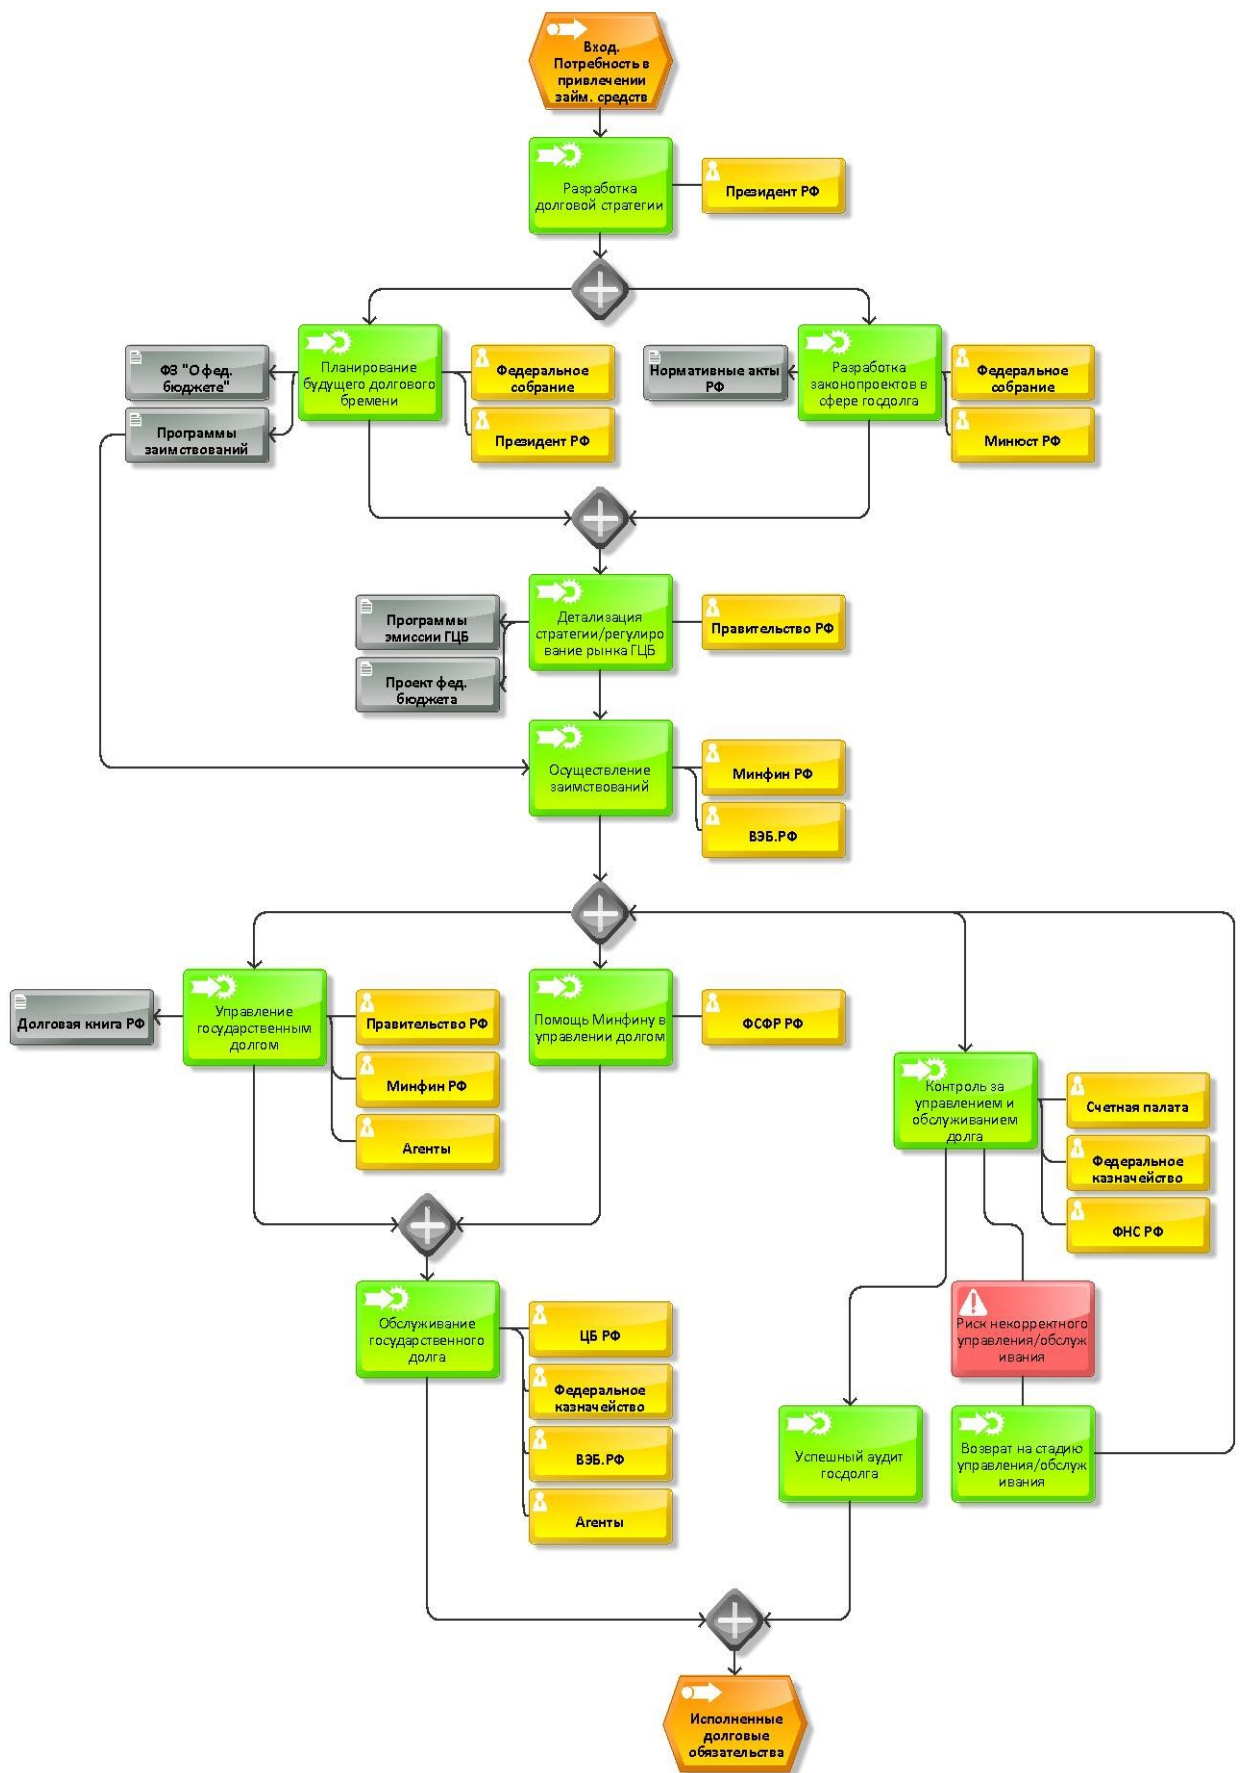 Вход.
Потребность в
привлечении
займ. средств
Разработка
долговой стратегии
Президент РФ
ФЗ "О фед.
бюджете"
Программы
заимствований
Планирование
будущего долгового
бремени
Федеральное
собрание
Президент РФ
Нормативные акты
РФ
Разработка
законопроектов в
сфере госдолга
Федеральное
собрание
Минюст РФ
Программы
эмиссии ГЦБ
Проект фед.
бюджета
Детализация
стратегии/регулиро
вание рынка ГЦБ
Правительство РФ
Осуществление
заимствований
Минфин РФ
ВЭБ.РФ
Долговая книга РФ
Управление
государственным
долгом
Правительство РФ
Минфин РФ
Агенты
Помощь Минфину в
управлении долгом
ФСФР РФ
Контроль за
управлением и
обслуживанием
долга
Счетная палата
Федеральное
казначейство
ФНС РФ
Обслуживание
государственного
долга
ЦБ РФ
Федеральное
казначейство
ВЭБ.РФ
Агенты
Риск некорректного
управления/обслуж
ивания
Успешный аудит
госдолга
Возврат на стадию
управления/обслуж
ивания
Исполненные
долговые
обязательства